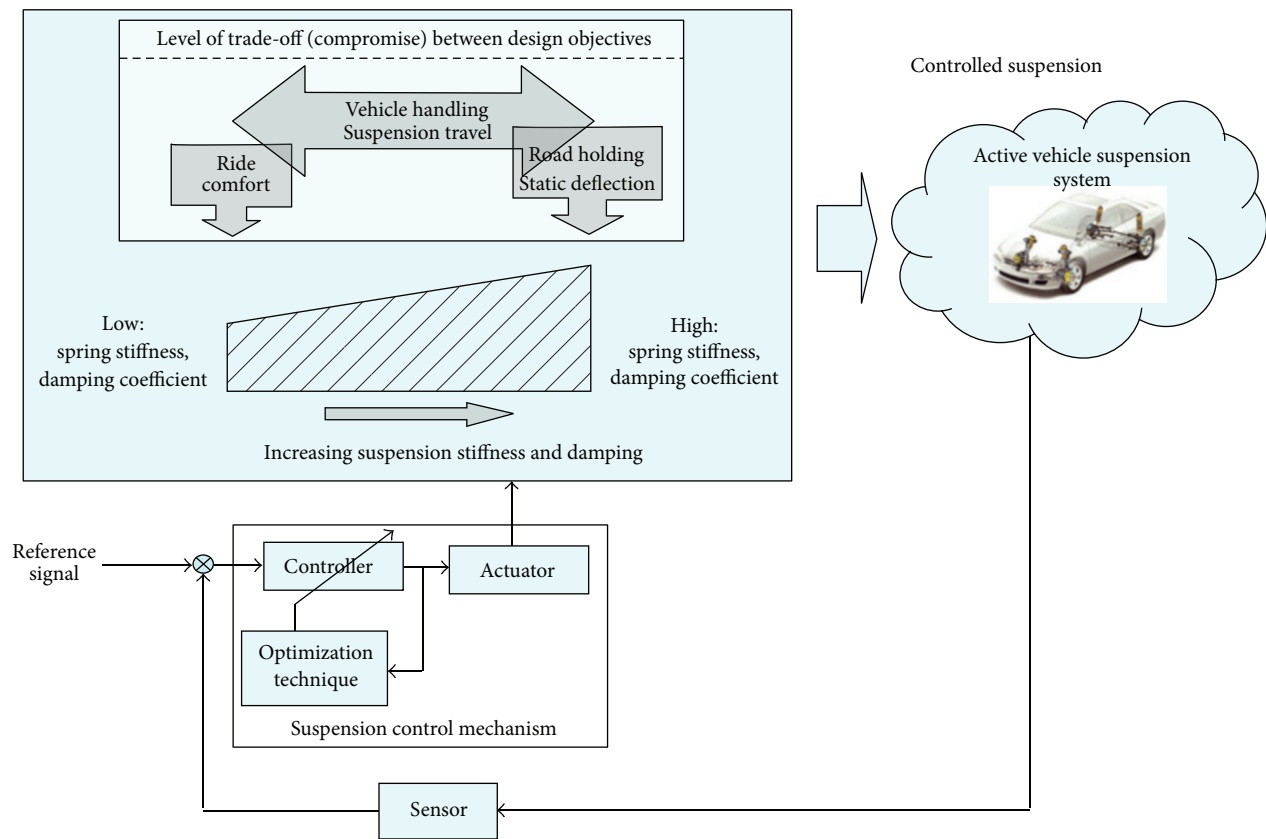 Level of trade-off (compromise) between design objectives
Vehicle handling
Suspension travel
Ride
comfort
Road holding
Static deflection
Low:
spring stiffness,
damping coefficient
High:
spring stiffness,
damping coefficient
Increasing suspension stiffness and damping
Controlled suspension
Active vehicle suspension
system
Reference
signal
Controller
Actuator
Optimization
technique
Suspension control mechanism
Sensor